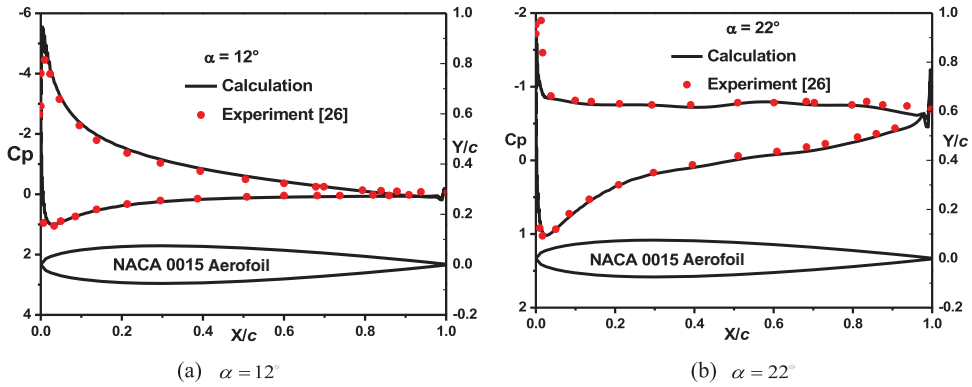 -6
-4
-2
0
2
4
Cp
1.0
0.8
0.6
0.4
0.2
0.0
-0.2
Y/c
α = 12°
Calculation
Experiment [26]
NACA 0015 Aerofoil
0.0 0.2 0.4 0.6 0.8 1.0
X/c
(a) α = 12°
-2
-1
0
1
2
Cp
1.0
0.8
0.6
0.4
0.2
0.0
-0.2
Y/c
α = 22°
Calculation
Experiment [26]
NACA 0015 Aerofoil
0.0 0.2 0.4 0.6 0.8 1.0
X/c
(b) α = 22°